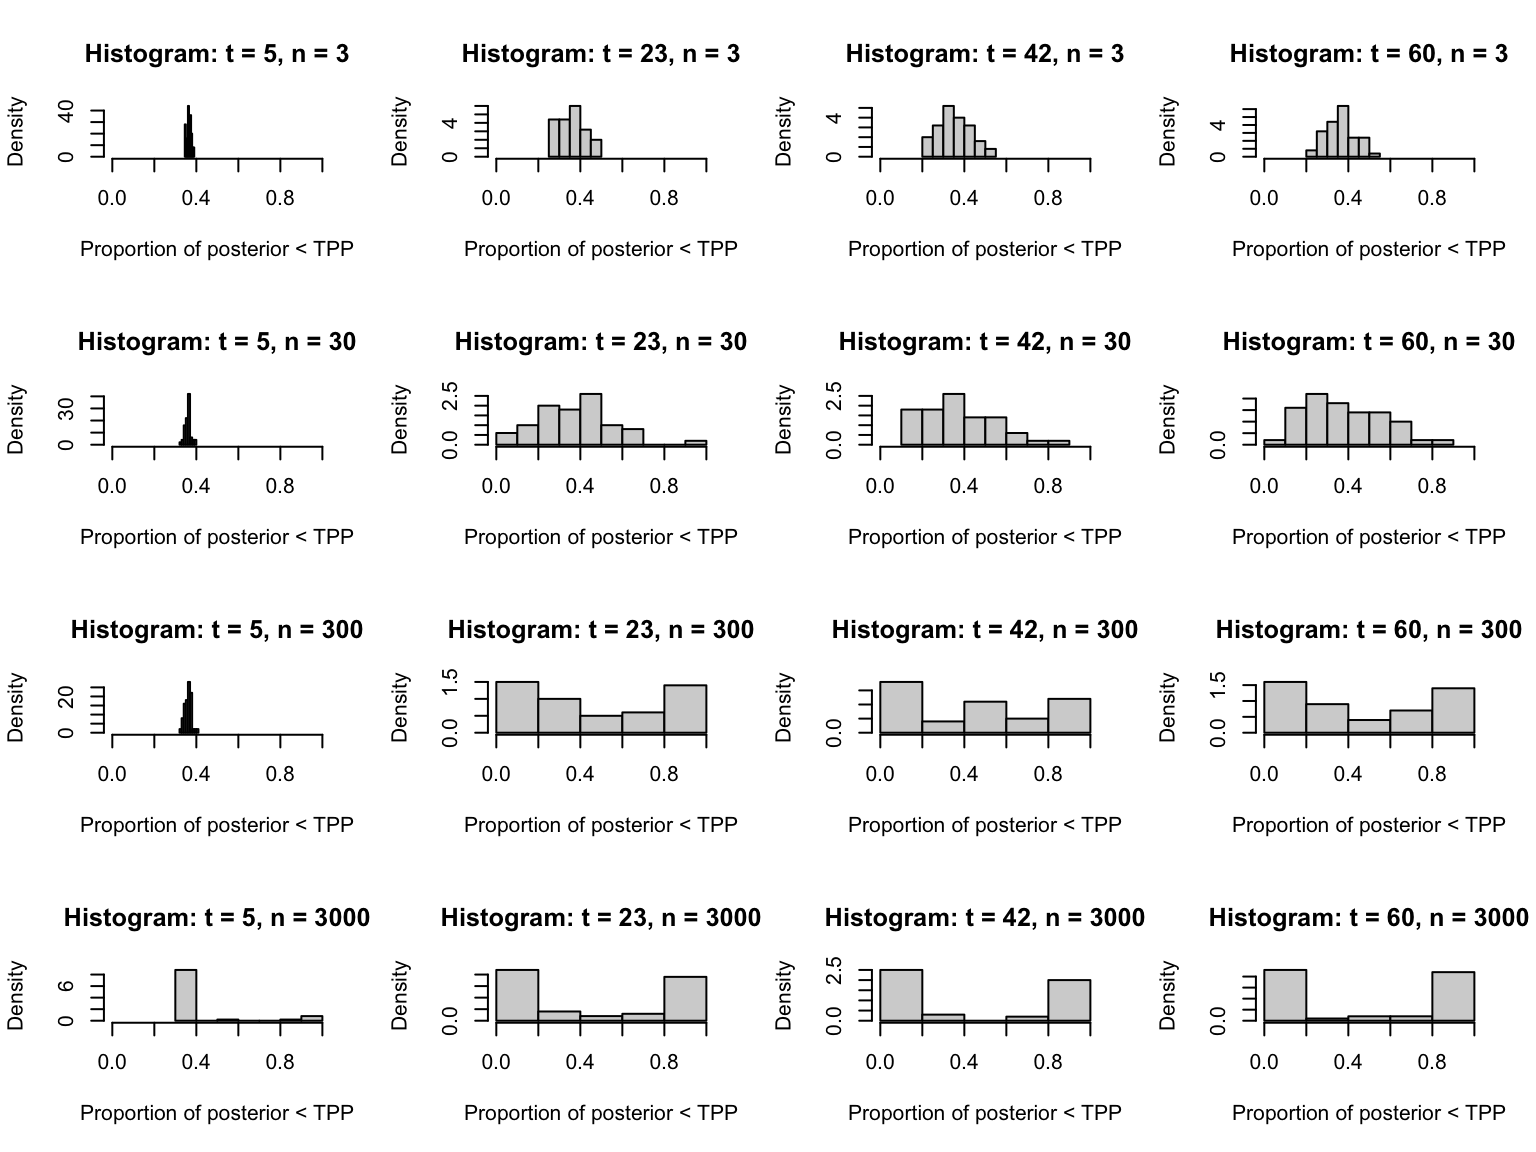 Histogram: t = 5, n = 3
Density
0 40
0.0 0.4 0.8
Proportion of posterior < TPP
Histogram: t = 23, n = 3
Density
0 4
0.0 0.4 0.8
Proportion of posterior < TPP
Histogram: t = 42, n = 3
Density
0 4
0.0 0.4 0.8
Proportion of posterior < TPP
Histogram: t = 60, n = 3
Density
0 4
0.0 0.4 0.8
Proportion of posterior < TPP
Histogram: t = 5, n = 30
Density
0 30
0.0 0.4 0.8
Proportion of posterior < TPP
Histogram: t = 23, n = 30
Density
0.0 2.5
0.0 0.4 0.8
Proportion of posterior < TPP
Histogram: t = 42, n = 30
Density
0.0 2.5
0.0 0.4 0.8
Proportion of posterior < TPP
Histogram: t = 60, n = 30
Density
0.0
0.0 0.4 0.8
Proportion of posterior < TPP
Histogram: t = 5, n = 300
Density
0 20
0.0 0.4 0.8
Proportion of posterior < TPP
Histogram: t = 23, n = 300
Density
0.0 1.5
0.0 0.4 0.8
Proportion of posterior < TPP
Histogram: t = 42, n = 300
Density
0.0
0.0 0.4 0.8
Proportion of posterior < TPP
Histogram: t = 60, n = 300
Density
0.0 1.5
0.0 0.4 0.8
Proportion of posterior < TPP
Histogram: t = 5, n = 3000
Density
0 6
0.0 0.4 0.8
Proportion of posterior < TPP
Histogram: t = 23, n = 3000
Density
0.0
0.0 0.4 0.8
Proportion of posterior < TPP
Histogram: t = 42, n = 3000
Density
0.0 2.5
0.0 0.4 0.8
Proportion of posterior < TPP
Histogram: t = 60, n = 3000
Density
0.0
0.0 0.4 0.8
Proportion of posterior < TPP